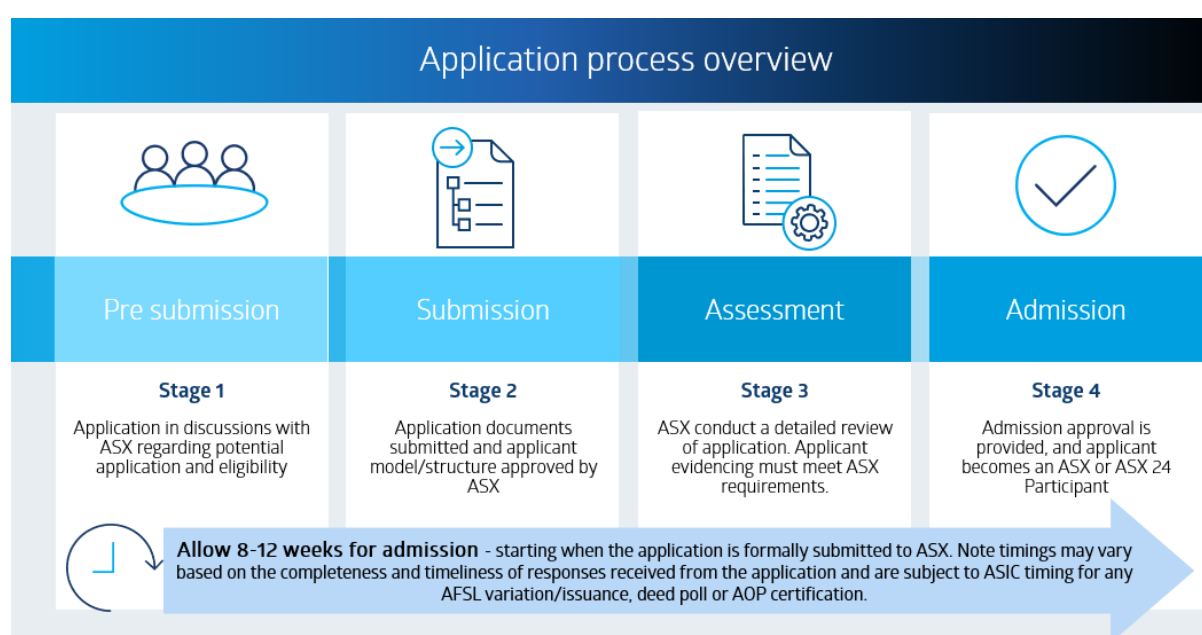 Application process overview
Pre submission
Submission
Assessment
Admission
Stage 1
Application in discussions with
ASX regarding potential
application and eligibility
Stage 2
Application documents
submitted and applicant
model/structure approved by
ASX
Stage 3
ASX conduct a detailed review
of application. Applicant
evidencing must meet ASX
requirements.
Stage 4
Admission approval is
provided, and applicant
becomes an ASX or ASX 24
Participant
Allow 8-12 weeks for admission - starting when the application is formally submitted to ASX. Note timings may vary
based on the completeness and timeliness of responses received from the application and are subject to ASIC timing for any
AFSL variation/issuance, deed poll or AOP certification.